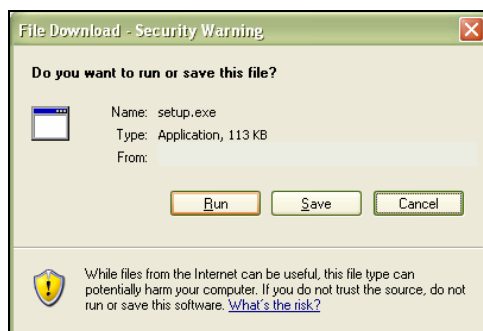 File Download - Security Warning
Do you want to run or save this file?
Name: setup.exe
Type: Application, 113 KB
From:
Run Save Cancel
While files from the Internet can be useful, this file type can
potentially harm your computer. If you do not trust the source, do not
run or save this software. What's the risk?